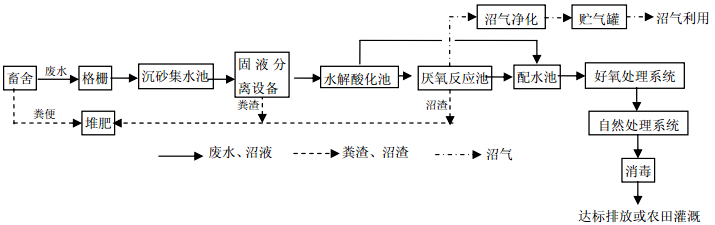 沼气净化
贮气罐
沼气利用
畜舍
废水
格栅
沉砂集水池
固液分
离设备
水解酸化池
厌氧反应池
配水池
好氧处理系统
粪便
堆肥
粪渣
沼渣
自然处理系统
废水、沼液
粪渣、沼渣
沼气
消毒
达标排放或农田灌溉